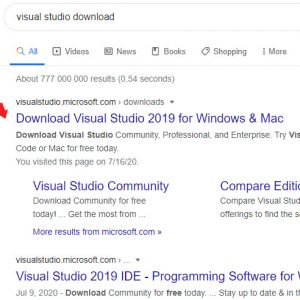 visual studio download
All Videos News Books Shopping More
About 777 000 000 results (0,54 seconds)
visualstudio.microsoft.com › downloads
Download Visual Studio 2019 for Windows & Mac
Download Visual Studio Community, Professional, and Enterprise. Try Vis
Code or Mac for free today.
You visited this page on 7/16/20.
Visual Studio Community
Download Community for free
today! ... Get the most from ...
More results from microsoft.com »
Compare Edition
Compare Visual Studio
offerings to find the s
visualstudio.microsoft.com › ...
Visual Studio 2019 IDE - Programming Software for W
Jul 9, 2020 - Download Community for free today. ... Stay up to date & in th